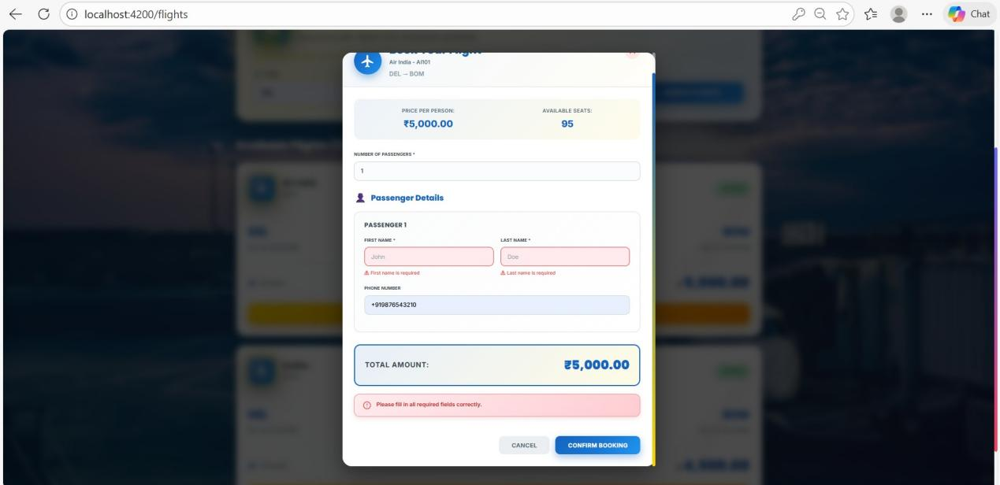 localhost:4200/flights
Chat
Book Your Flight
Air India - AI101
DEL → BOM
PRICE PER PERSON:
₹5,000.00
AVAILABLE SEATS:
95
NUMBER OF PASSENGERS *
1
Passenger Details
PASSENGER 1
FIRST NAME *
LAST NAME *
John
Doe
First name is required
Last name is required
PHONE NUMBER
+919876543210
TOTAL AMOUNT:
₹5,000.00
Please fill in all required fields correctly.
CANCEL
CONFIRM BOOKING